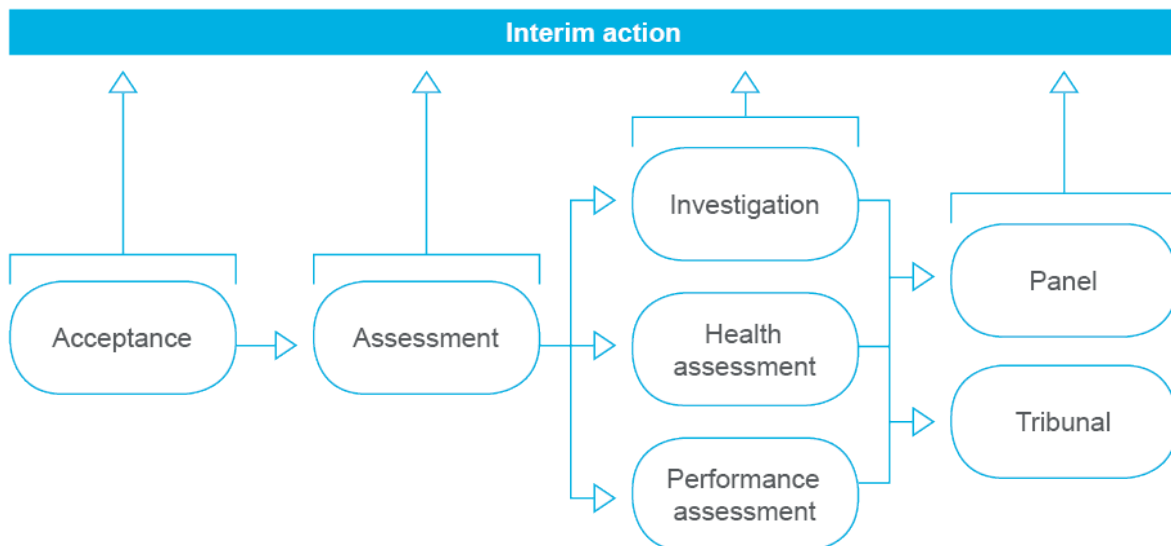 Interim action
Acceptance
Assessment
Investigation
Health
assessment
Performance
assessment
Panel
Tribunal